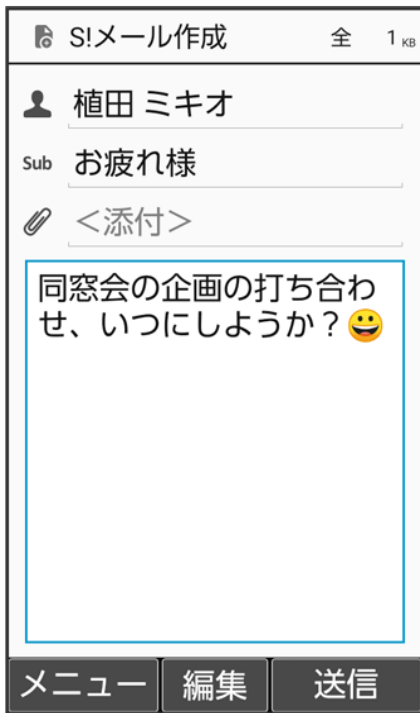 S!メール作成 全 1 KB
植田 ミキオ
Sub お疲れ様
<添付>
同窓会の企画の打ち合わ
せ、いつにしようか？😀
メニュー 編集 送信